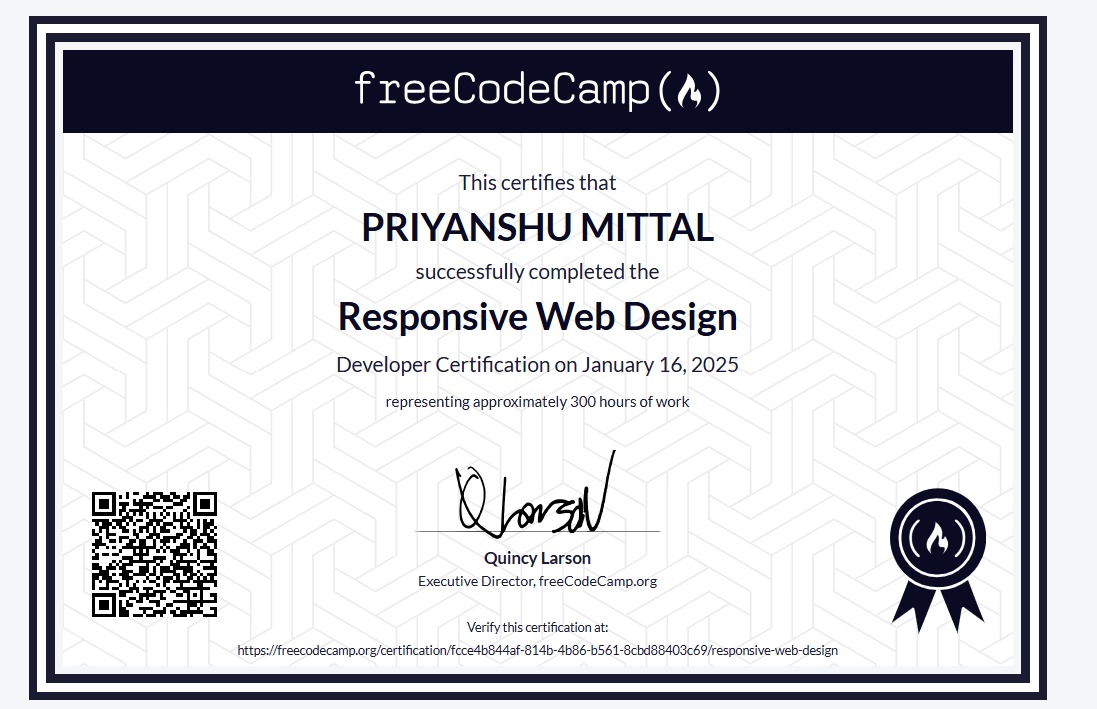 freeCodeCamp
This certifies that
PRIYANSHU MITTAL
successfully completed the
Responsive Web Design
Developer Certification on January 16, 2025
representing approximately 300 hours of work
Quincy Larson
Executive Director, freeCodeCamp.org
Verify this certification at:
https://freecodecamp.org/certification/fcce4b844af-814b-4b86-b561-8cbd88403c69/responsive-web-design